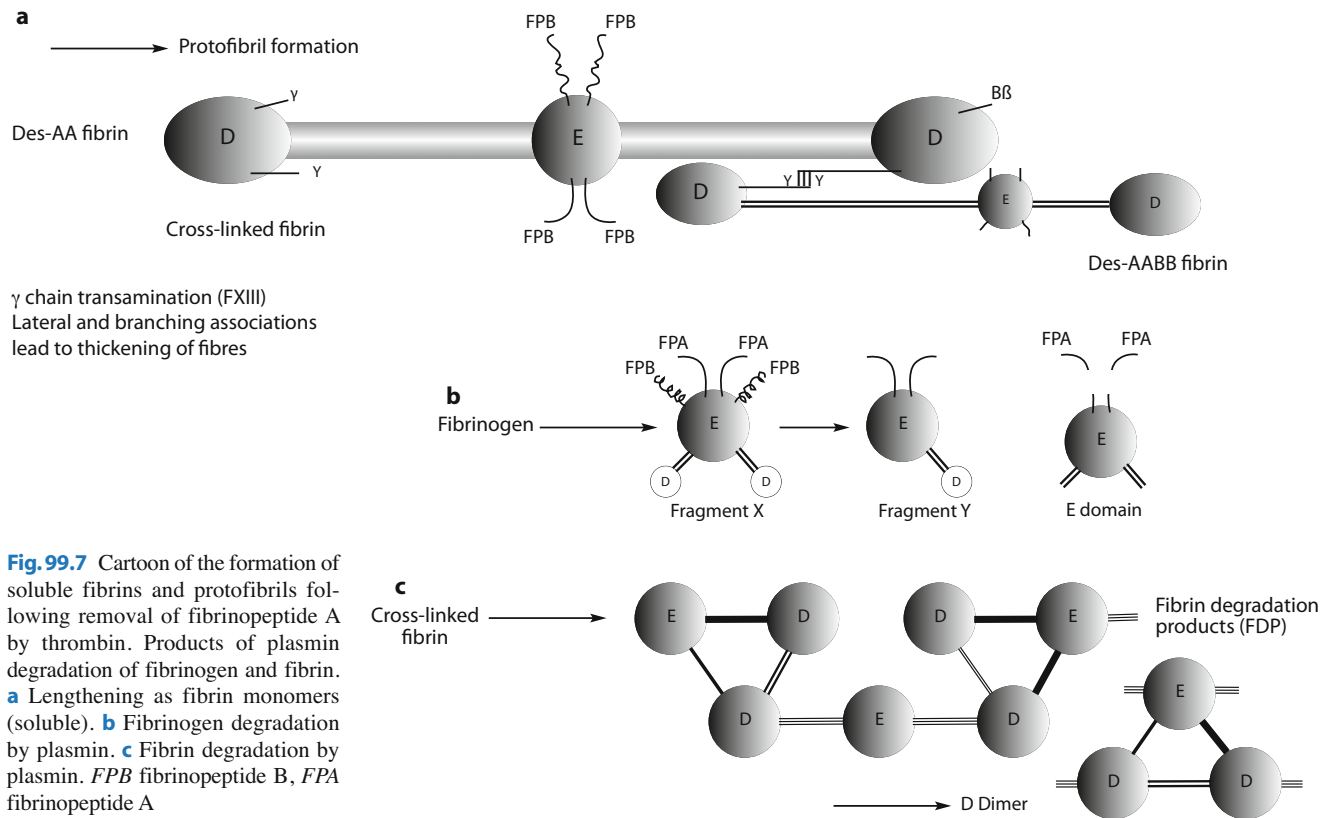 a
Protofibril formation
FPB FPB
Des-AA fibrin
D
γ
Y
E
D
Bß
D
Y Y
E
D
Cross-linked fibrin
FPB FPB
Des-AABB fibrin
γ chain transamination (FXIII)
Lateral and branching associations
lead to thickening of fibres
b
Fibrinogen
FPA FPA
FPB FPB
E
D D
Fragment X
E
D
Fragment Y
FPA FPA
E
E domain
Fig. 99.7 Cartoon of the formation of
soluble fibrins and protofibrils fol-
lowing removal of fibrinopeptide A
by thrombin. Products of plasmin
degradation of fibrinogen and fibrin.
a Lengthening as fibrin monomers
(soluble). b Fibrinogen degradation
by plasmin. c Fibrin degradation by
plasmin. FPB fibrinopeptide B, FPA
fibrinopeptide A
c
Cross-linked
fibrin
E D D E
D E D
Fibrin degradation
products (FDP)
E
D D
D Dimer